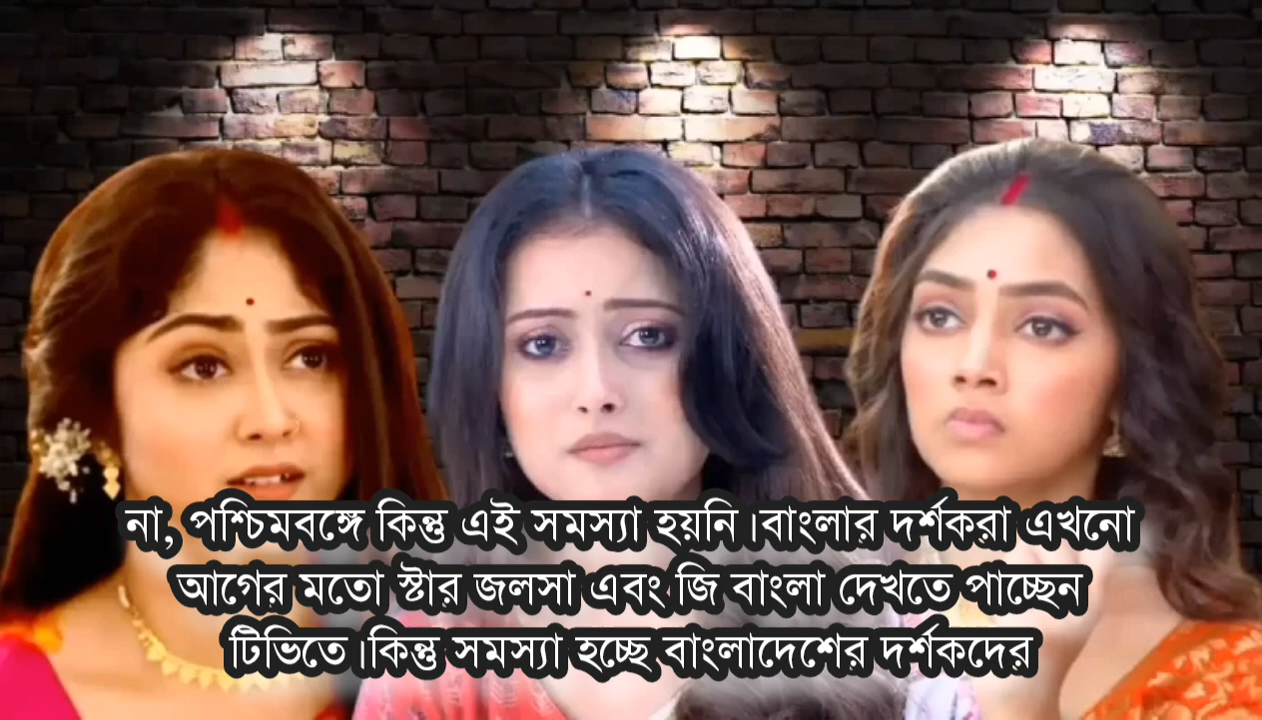 না, পশ্চিমবঙ্গে কিন্তু এই সমস্যা হয়নি।বাংলার দর্শকরা এখনো
আগের মতো স্টার জলসা এবং জি বাংলা দেখতে পাচ্ছেন
টিভিতে।কিন্তু সমস্যা হচ্ছে বাংলাদেশের দর্শকদের